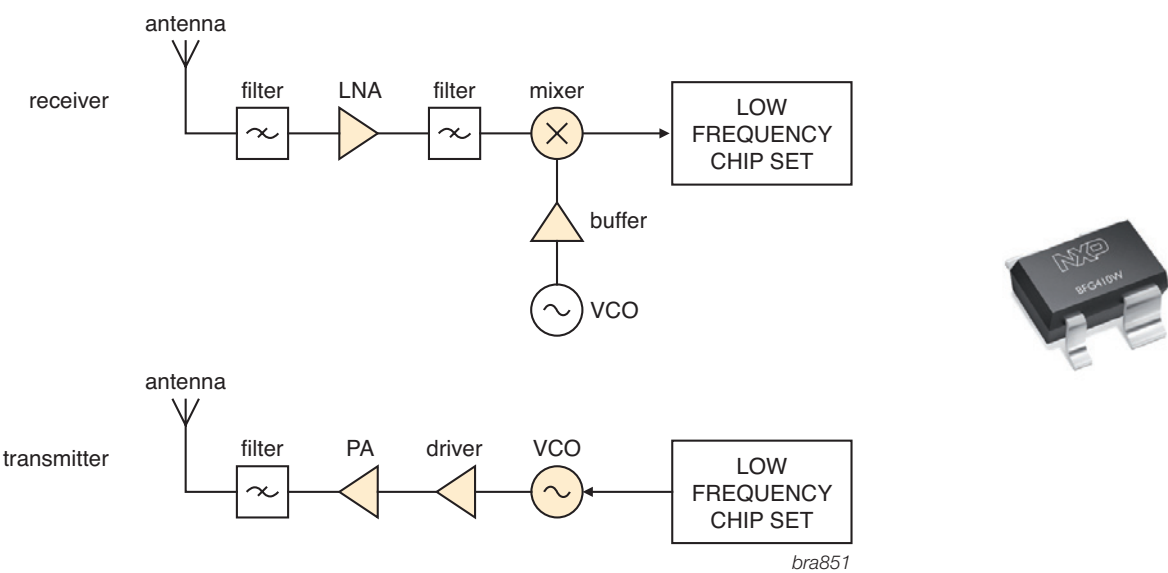 antenna
receiver
filter
LNA
filter
mixer
LOW
FREQUENCY
CHIP SET
buffer
VCO
NXP
BFG410W
antenna
transmitter
filter
PA
driver
VCO
LOW
FREQUENCY
CHIP SET
bra851